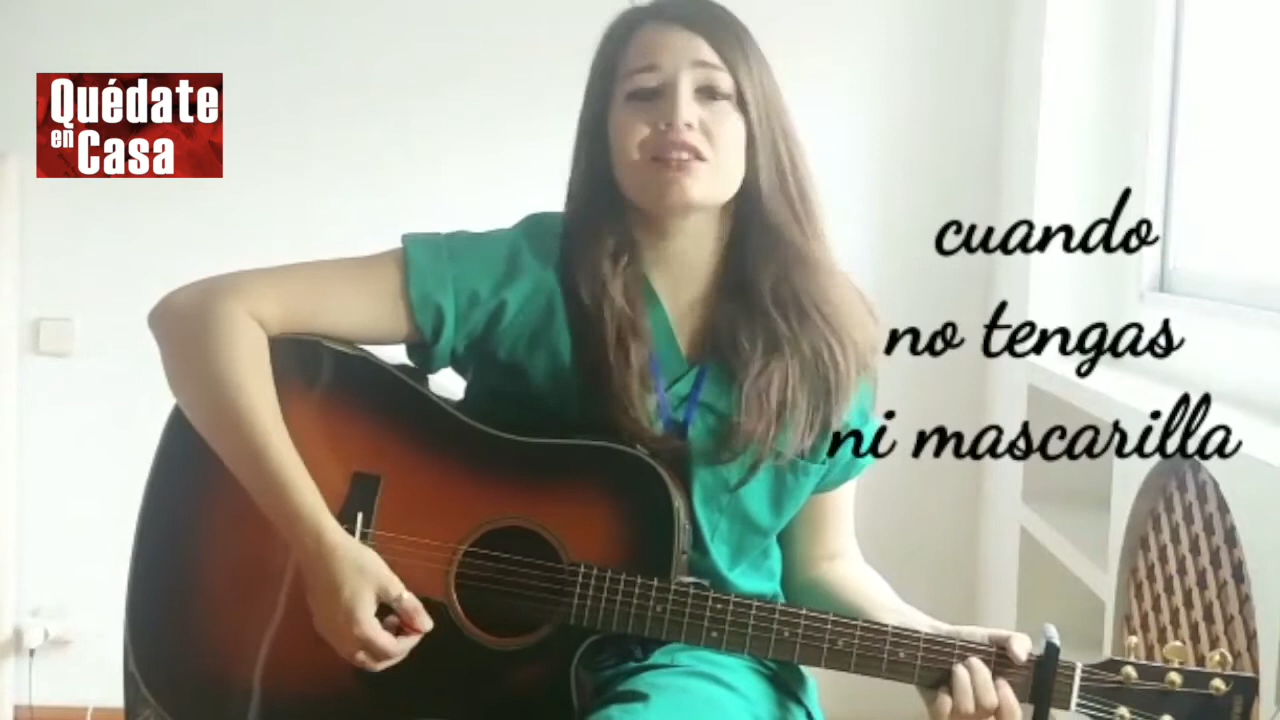 Quédate
en
Casa
cuando
no tengas
ni mascarilla